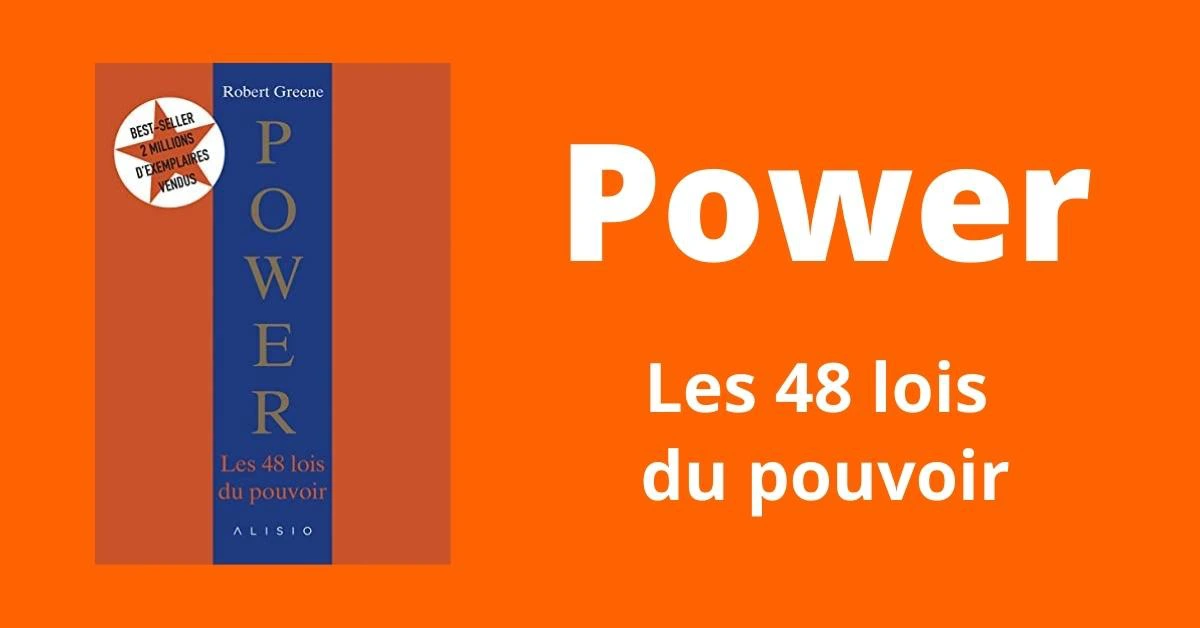 Robert Greene
BEST-SELLER
2 MILLIONS
D'EXEMPLAIRES
VENDUS
P
O
W
E
R
Les 48 lois
du pouvoir
ALISIO
Power
Les 48 lois
du pouvoir